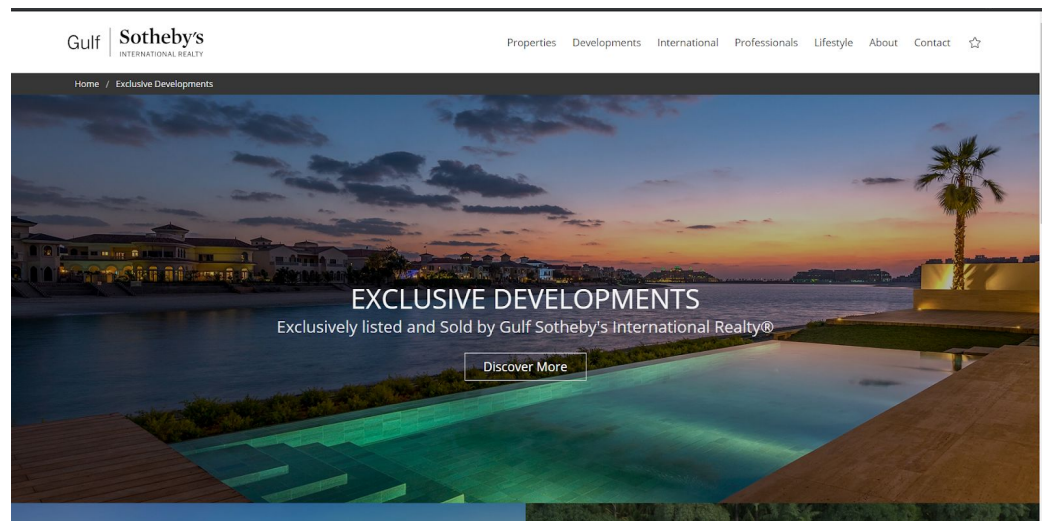 Gulf
Sotheby's
INTERNATIONAL REALTY
Properties Developments International Professionals Lifestyle About Contact
Home / Exclusive Developments
EXCLUSIVE DEVELOPMENTS
Exclusively listed and Sold by Gulf Sotheby's International Realty®
Discover More